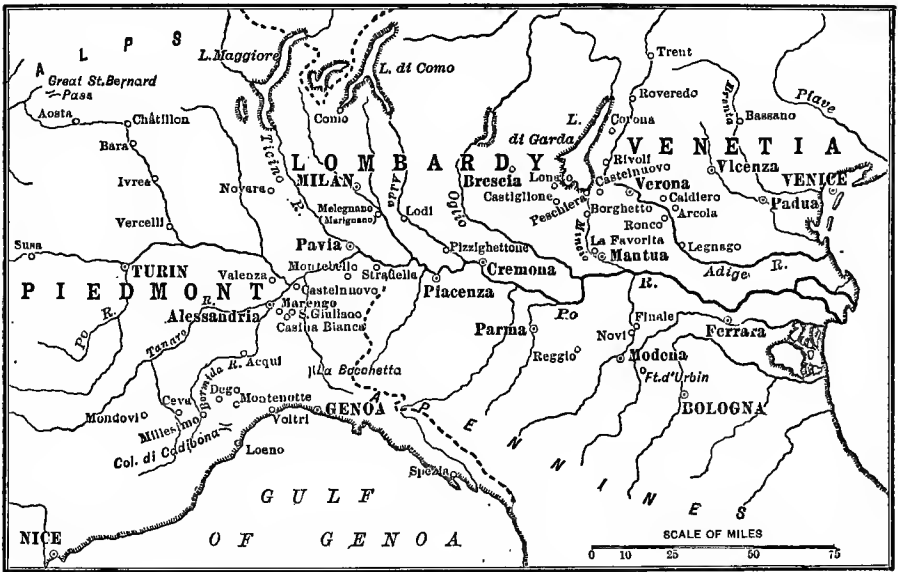 ALPS
Great St. Bernard
Pass
Aosta
Châtillon
Bara
Ivrea
Vercelli
Susa
TURIN
PIEDMONT
Po R.
Tanaro R.
L. Maggiore
L. di Como
Como
Ticino R.
Novara
LOMBARDY
MILAN
Melegnano
(Marignano)
Adda
Lodi
Oglio
Pavia
Pizzighettone
Cremona
Piacenza
Montebello
Stradella
Valenza
Castelnuovo
Marengo
Alessandria
S. Giuliano
Casina Bianca
Acqui
Bormida R.
La Bocchetta
Dego
Ceva
Montenotte
Mondovi
Millesimo
Col. di Cadibona
Voltri
GENOA
Loano
Spezia
NICE
GULF
OF GENOA
Trent
Roveredo
Corona
L.
di Garda
Rivoli
Castelnuovo
Brescia
Lonato
Castiglione
Peschiera
Verona
Caldiero
Arcola
Borghetto
Ronco
Mincio
La Favorita
Mantua
Legnago
Adige R.
VENETIA
Brenta
Bassano
Piave
Vicenza
VENICE
Padua
Po R.
Parma
Reggio
Novi
Finale
Ferrara
Modena
Ft. d'Urbin
BOLOGNA
APENNINES
SCALE OF MILES
0 10 25 50 75